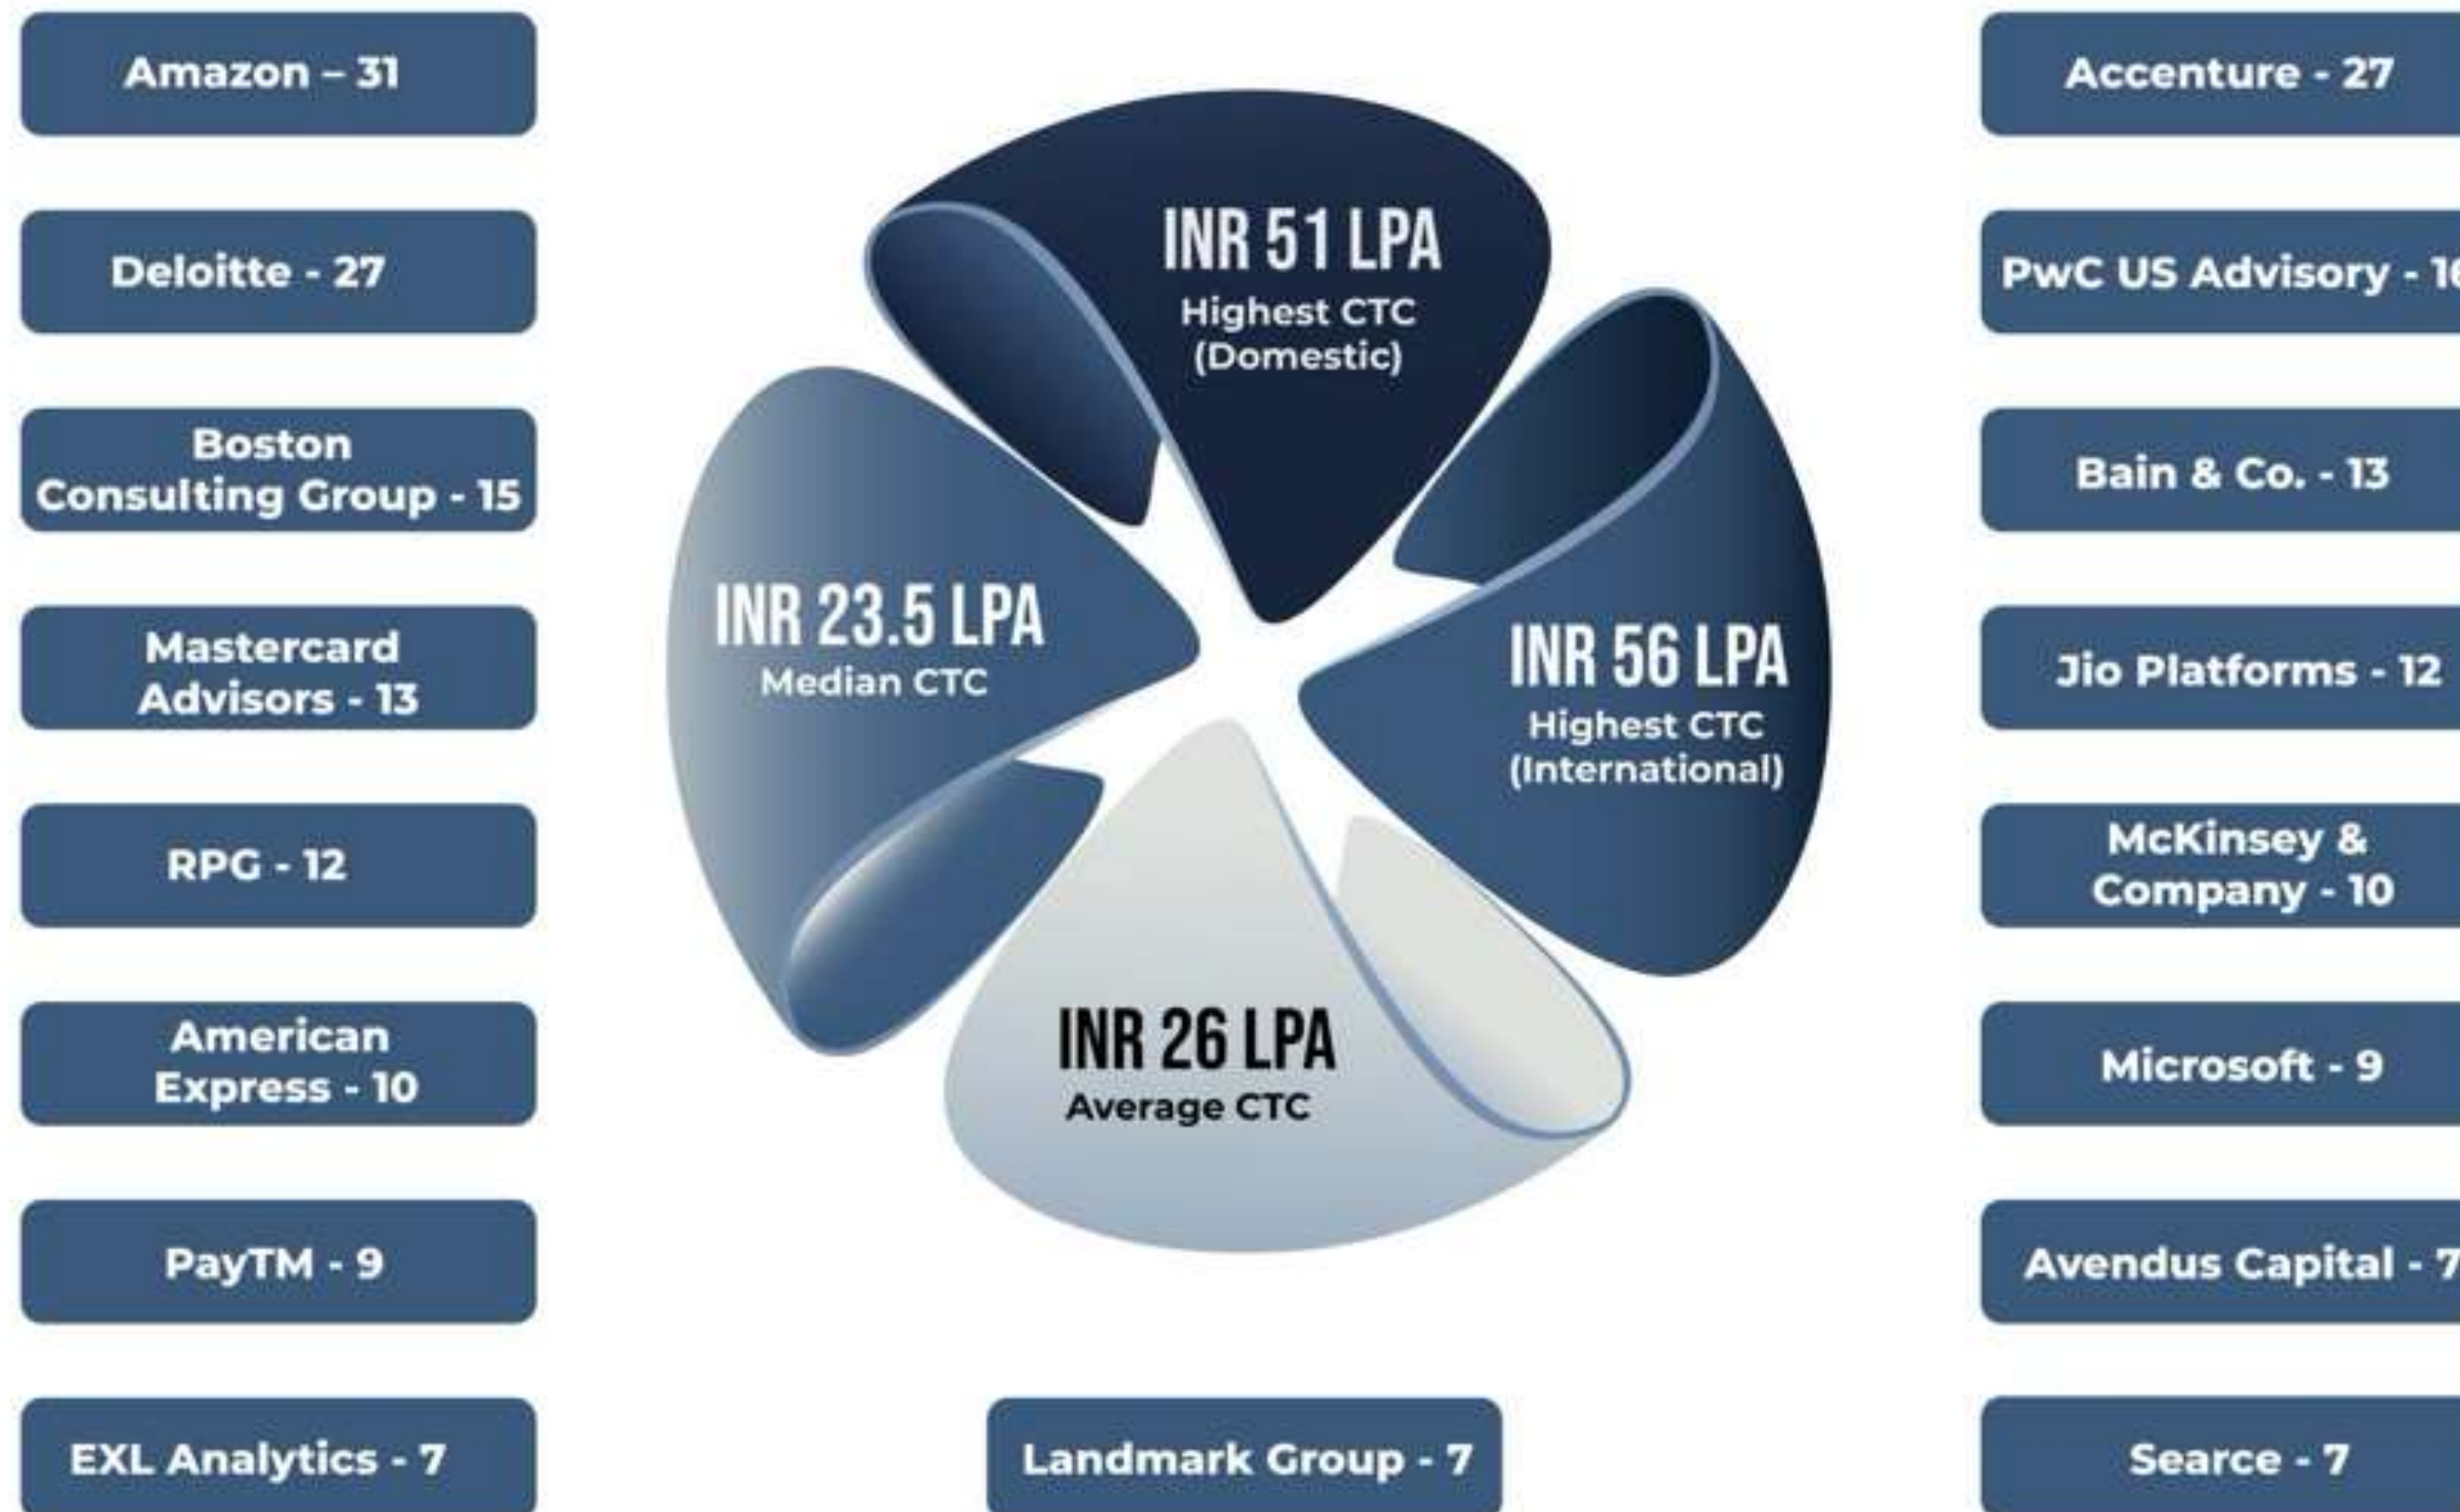 Amazon – 31
Deloitte - 27
Boston
Consulting Group - 15
Mastercard
Advisors - 13
RPG - 12
American
Express - 10
PayTM - 9
EXL Analytics - 7
INR 51 LPA
Highest CTC
(Domestic)
INR 23.5 LPA
Median CTC
INR 56 LPA
Highest CTC
(International)
INR 26 LPA
Average CTC
Landmark Group - 7
Accenture - 27
PwC US Advisory -
Bain & Co. - 13
Jio Platforms - 12
McKinsey &
Company - 10
Microsoft - 9
Avendus Capital - 7
Searce - 7